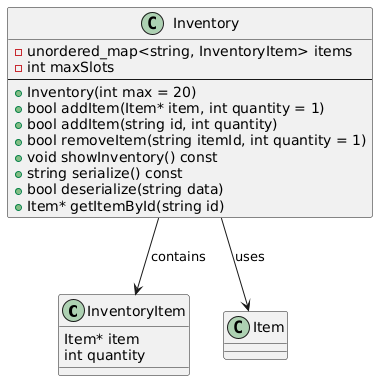 C Inventory
unordered_map<string, InventoryItem> items
int maxSlots
Inventory(int max = 20)
bool addItem(Item* item, int quantity = 1)
bool addItem(string id, int quantity)
bool removeItem(string itemId, int quantity = 1)
void showInventory() const
string serialize() const
bool deserialize(string data)
Item* getItemById(string id)
contains
uses
C InventoryItem
Item* item
int quantity
C Item